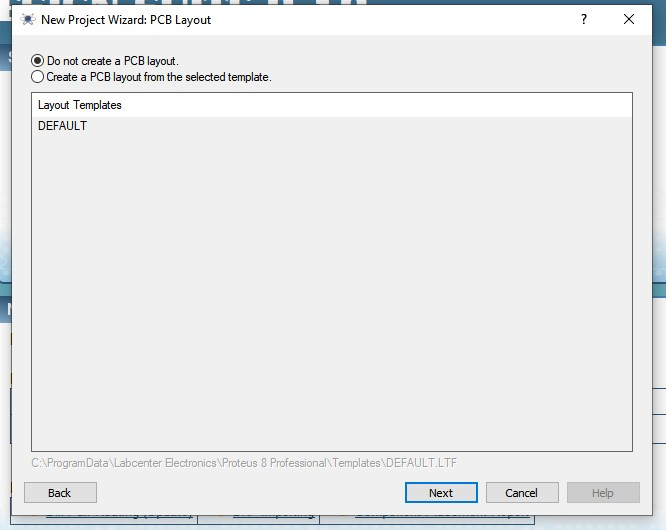 New Project Wizard: PCB Layout
?
Do not create a PCB layout.
Create a PCB layout from the selected template.
Layout Templates
DEFAULT
C:\ProgramData\Labcenter Electronics\Proteus 8 Professional\Templates\DEFAULT.LTF
Back
Next
Cancel
Help